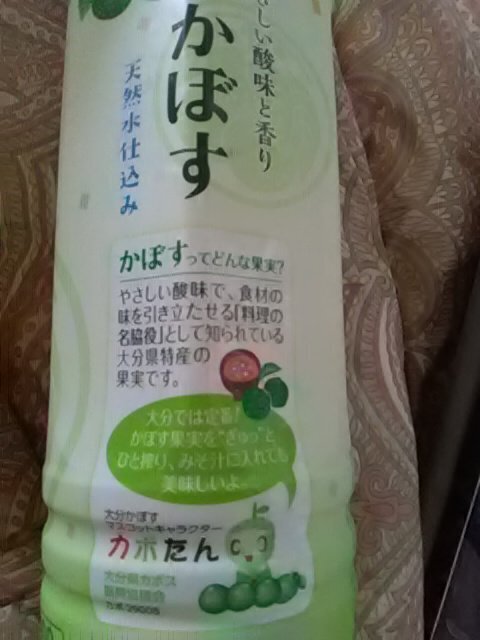 しい酸味と香り
かぼす
天然水仕込み
かぼすってどんな果実?
やさしい酸味で、食材の
味を引き立たせる「料理の
名脇役」として知られている
大分県特産の
果実です。
大分では定番!
かぼす果実を"ぎゅっ"と
ひと搾り、みそ汁に入れても
美味しいよ。
大分かぼす
マスコットキャラクター
カボたん
大分県カボス
振興協議会